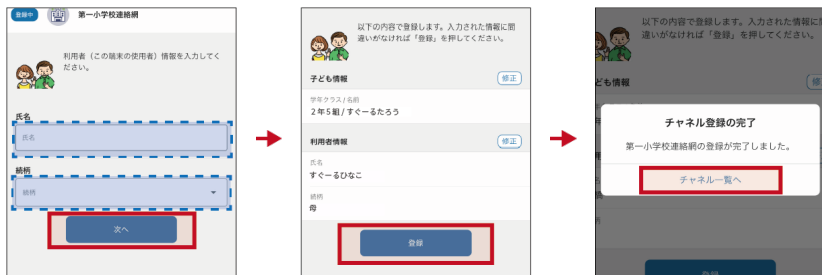 登録中
第一小学校連絡網
利用者（この端末の使用者）情報を入力してく
ださい。
氏名
氏名
続柄
続柄
次へ
以下の内容で登録します。入力された情報に間
違いがなければ「登録」を押してください。
子ども情報
修正
学年クラス / 名前
2年5組 / すぐーるたろう
利用者情報
修正
氏名
すぐーるひなこ
続柄
母
登録
以下の内容で登録します。入力された情報に
違いがなければ「登録」を押してください。
ども情報
チャネル登録の完了
第一小学校連絡網の登録が完了しました。
チャネル一覧へ
登録